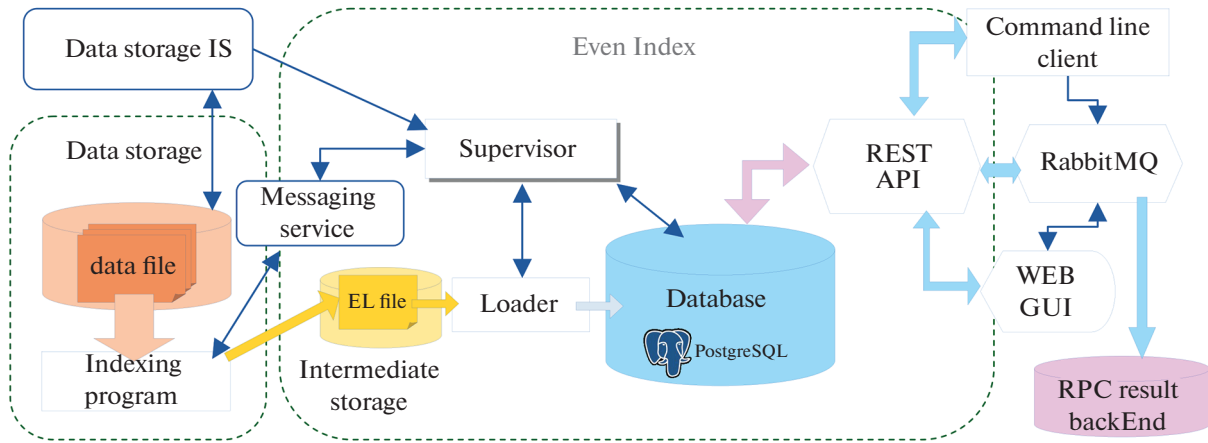 Data storage IS
Even Index
Command line
client
Data storage
Supervisor
REST
API
RabbitMQ
Messaging
service
data file
EL file
Loader
Database
WEB
GUI
PostgreSQL
Indexing
program
Intermediate
storage
RPC result
backEnd